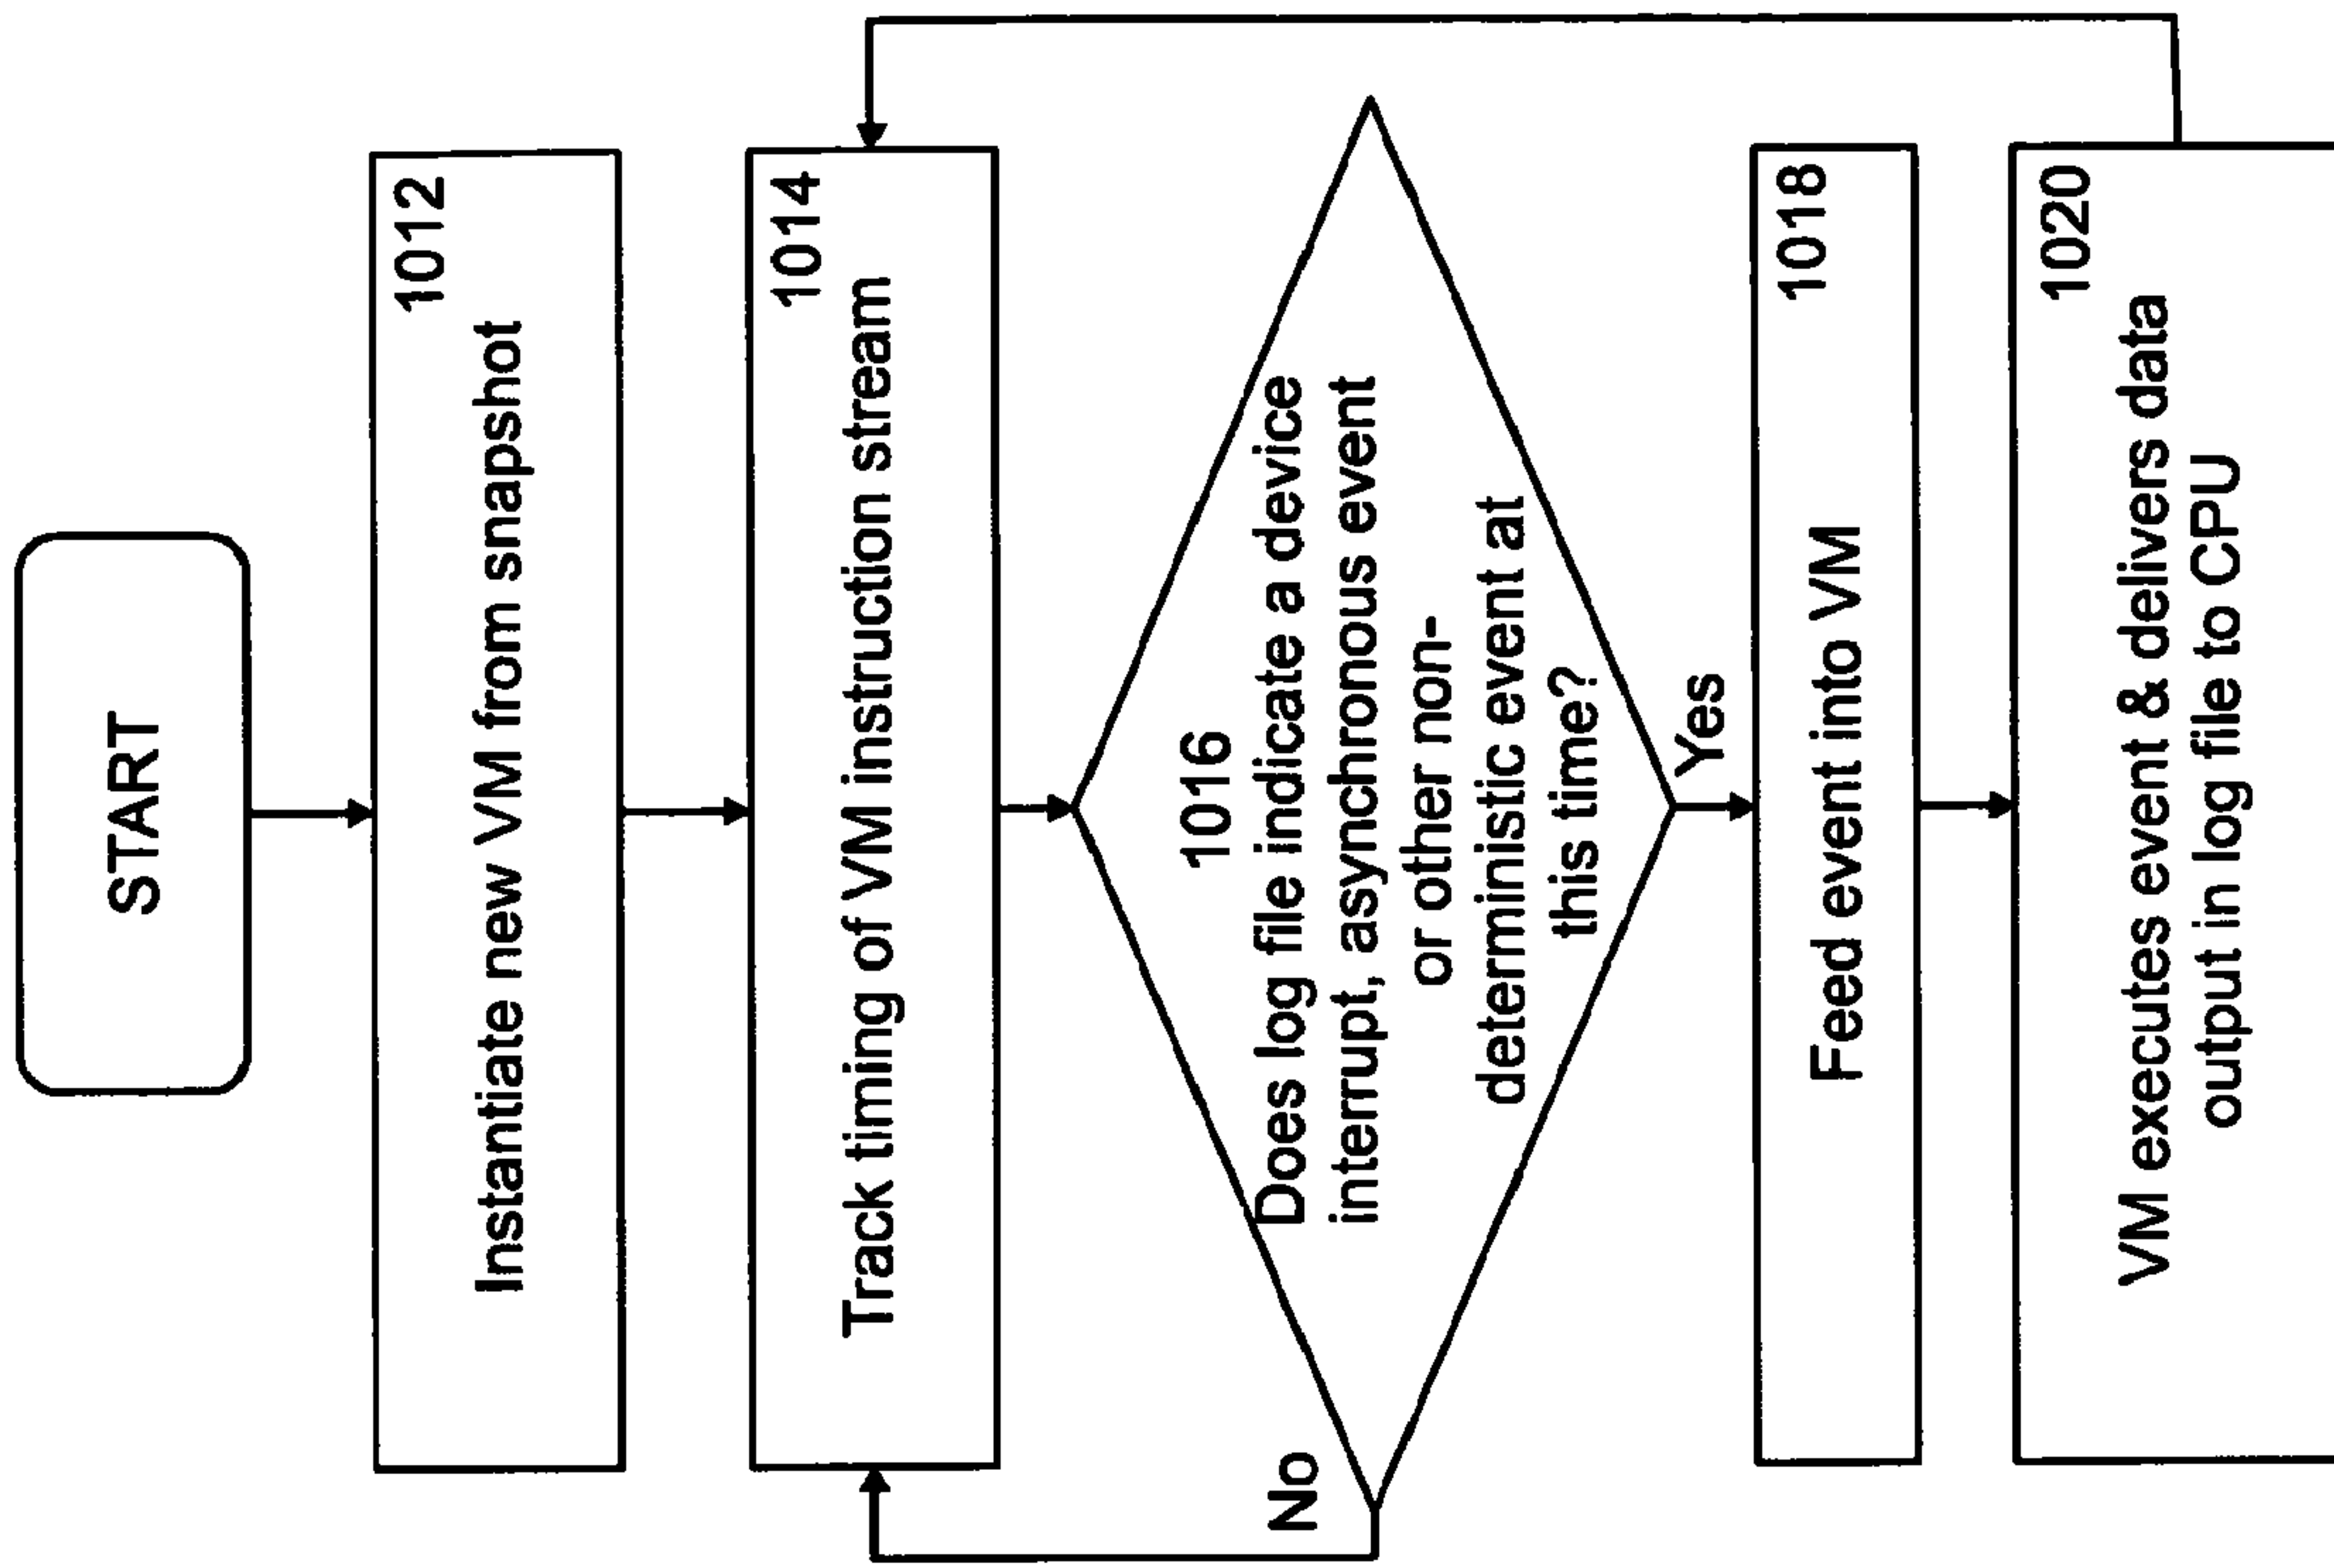 START
1012
Instantiate new VM from snapshot
1014
Track timing of VM instruction stream
1016
Does log file indicate a device
interrupt, asynchronous event
or other non-
deterministic event at
this time?
No
Yes
1018
Feed event into VM
1020
VM executes event & delivers data
output in log file to CPU